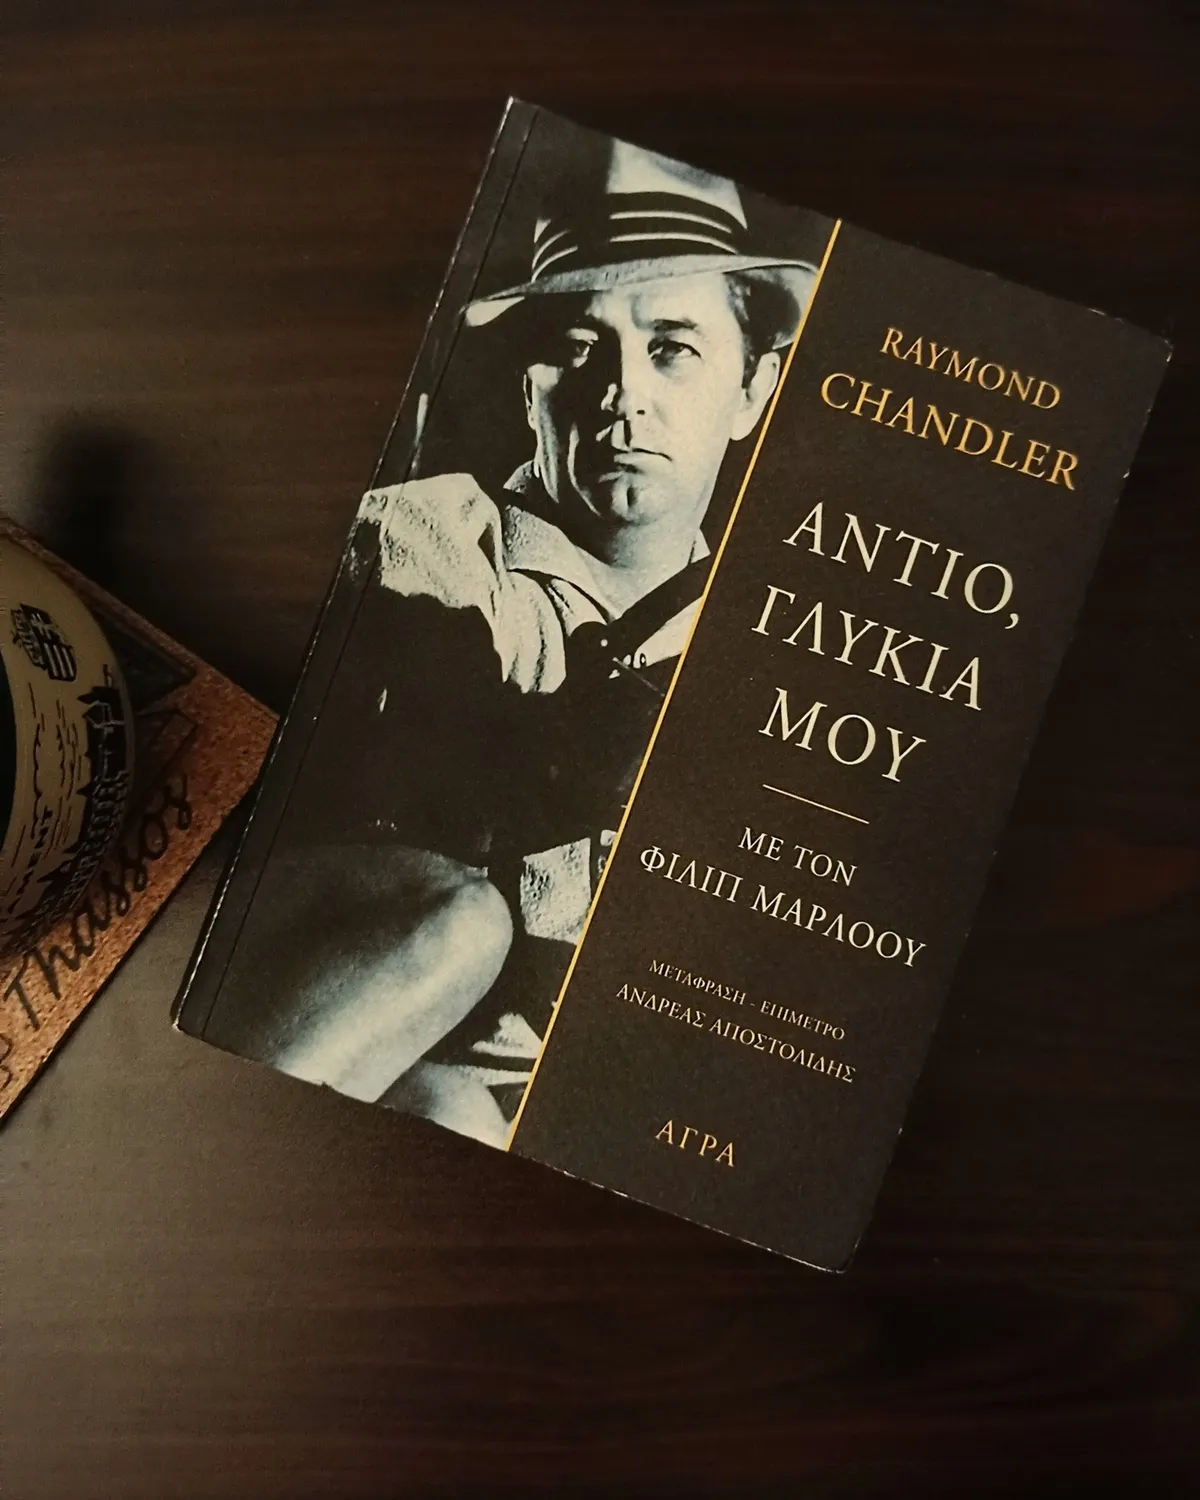 RAYMOND
CHANDLER
ΑΝΤΙΟ,
ΓΛΥΚΙΑ
ΜΟΥ
ΜΕ ΤΟΝ
ΦΙΛΙΠ ΜΑΡΛΟΟΥ
ΜΕΤΑΦΡΑΣΗ - ΕΠΙΜΕΤΡΟ
ΑΝΔΡΕΑΣ ΑΠΟΣΤΟΛΙΔΗΣ
ΑΓΡΑ
Thassos